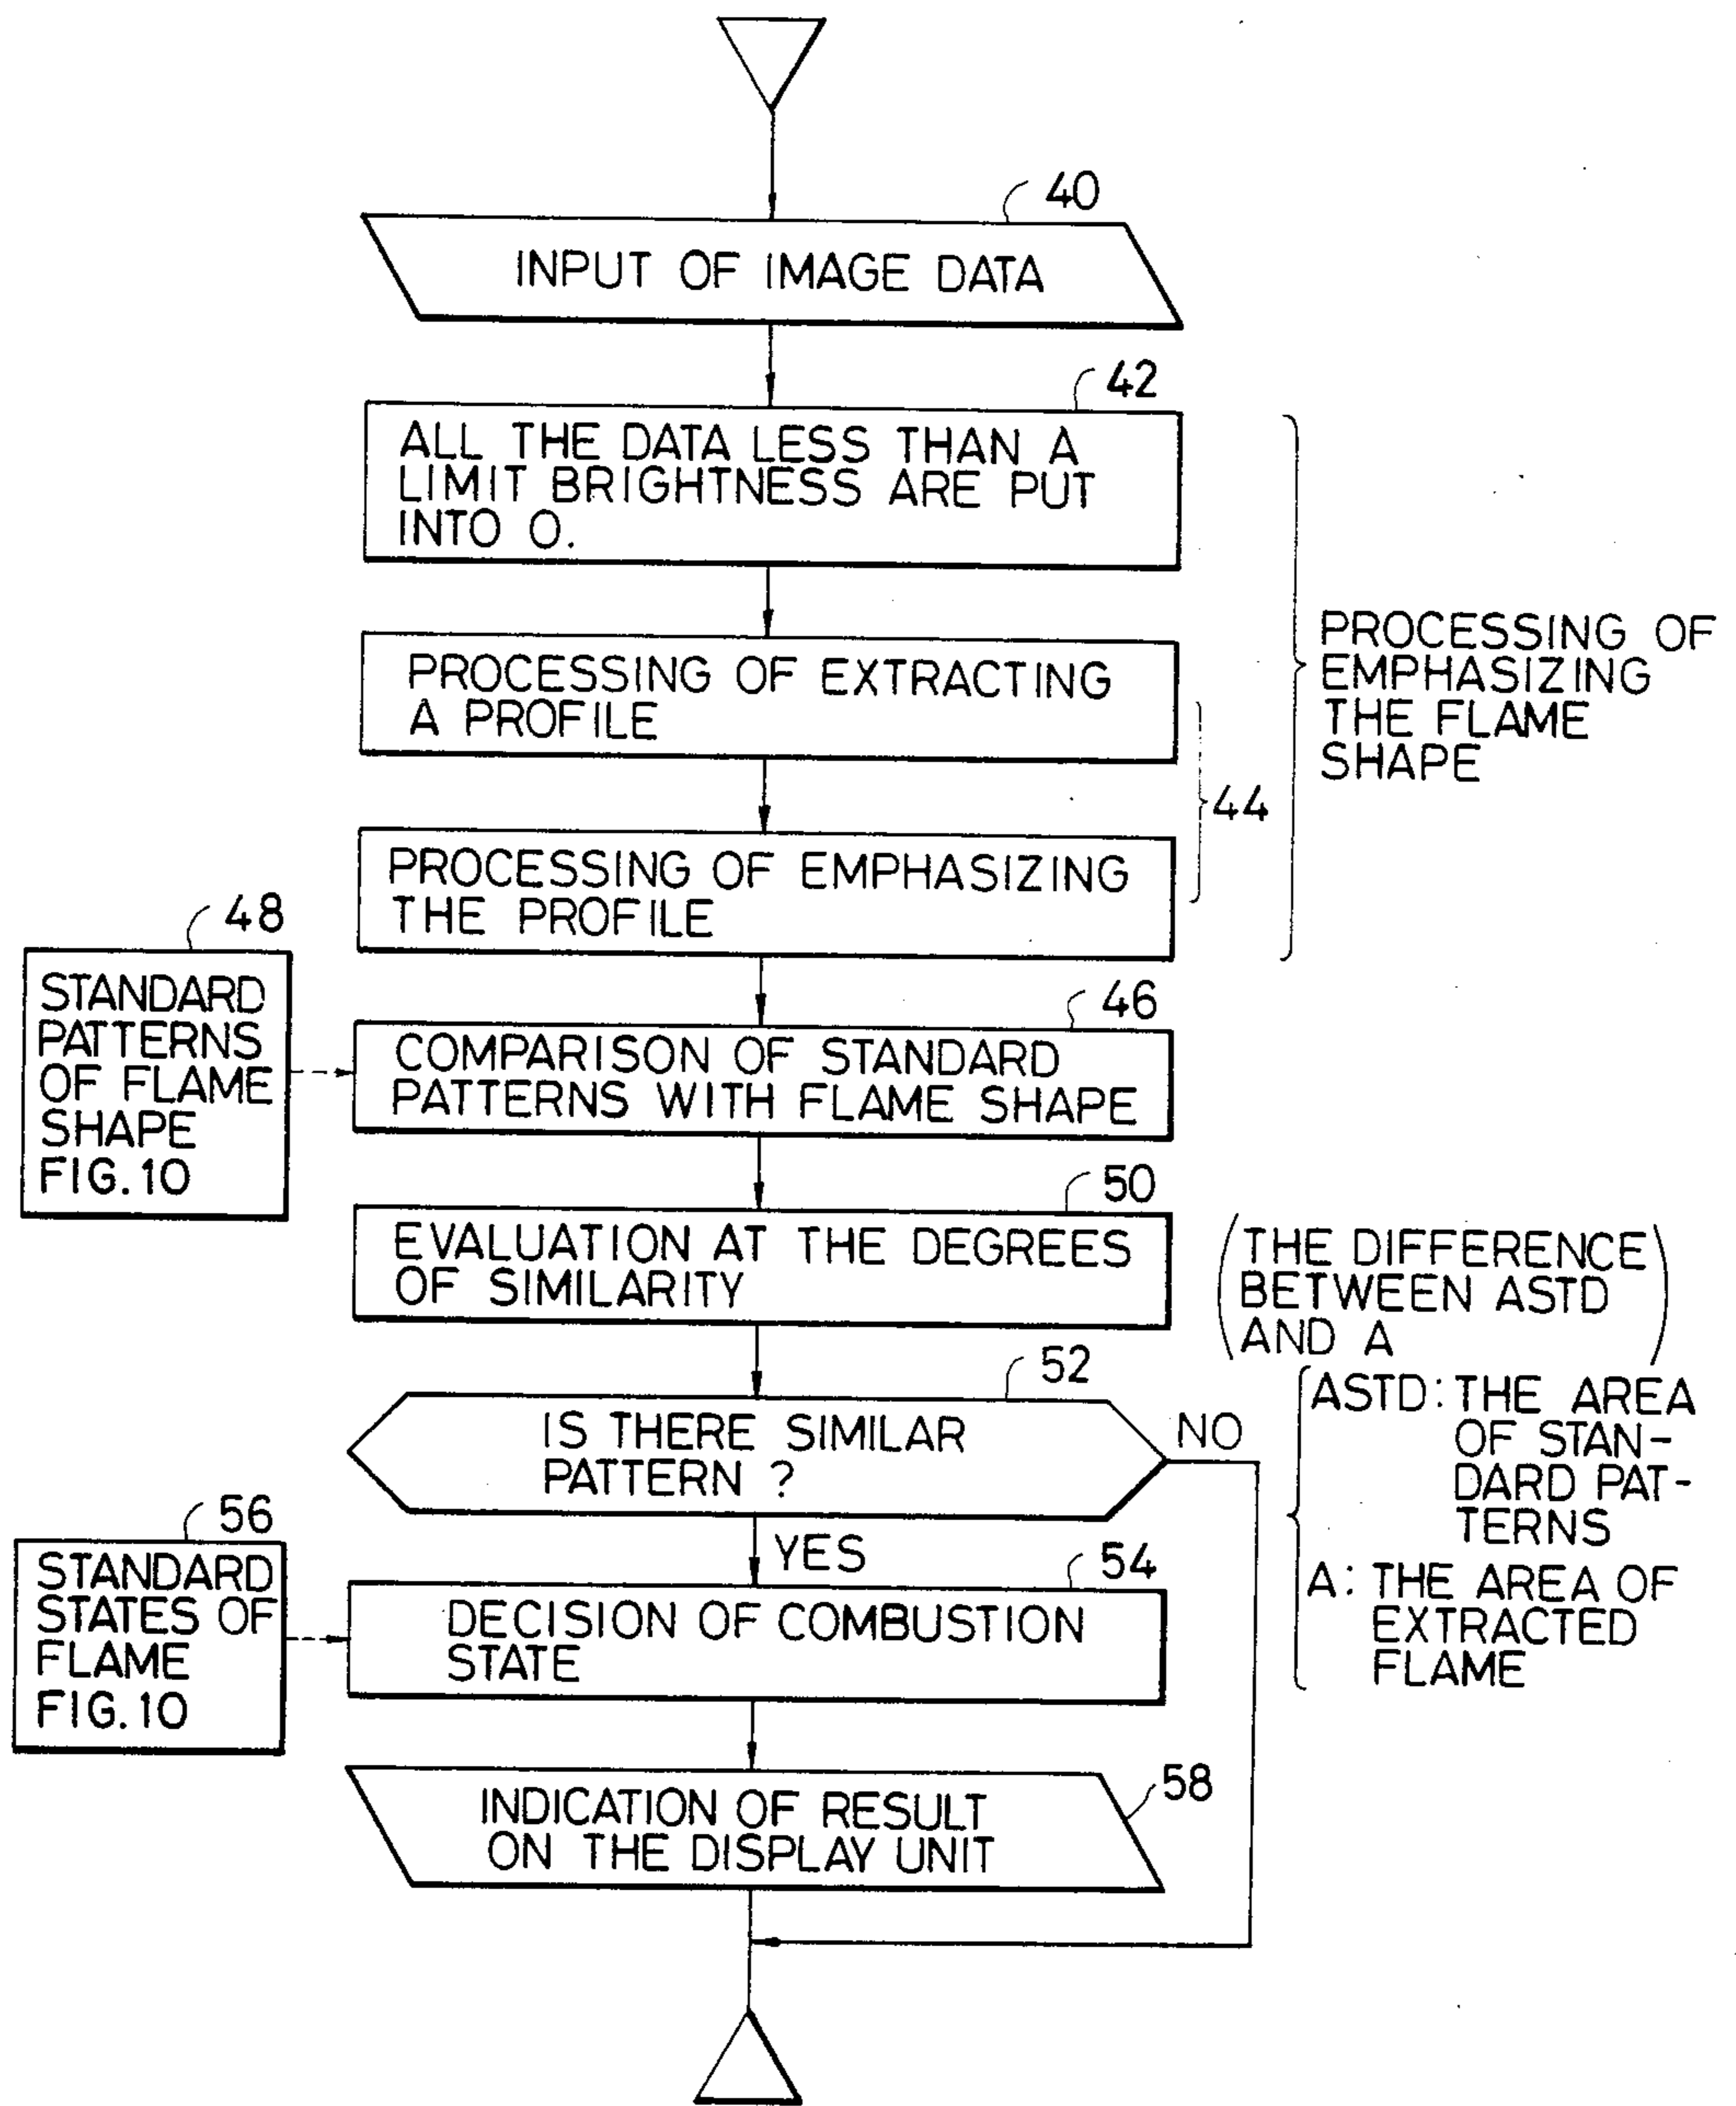 40
INPUT OF IMAGE DATA
42
ALL THE DATA LESS THAN A
LIMIT BRIGHTNESS ARE PUT
INTO O.
PROCESSING OF EXTRACTING
A PROFILE
44
PROCESSING OF EMPHASIZING
THE PROFILE
PROCESSING OF
EMPHASIZING
THE FLAME
SHAPE
48
STANDARD
PATTERNS
OF FLAME
SHAPE
FIG.10
46
COMPARISON OF STANDARD
PATTERNS WITH FLAME SHAPE
50
EVALUATION AT THE DEGREES
OF SIMILARITY
(THE DIFFERENCE
BETWEEN ASTD
AND A)
52
IS THERE SIMILAR
PATTERN ?
NO
YES
ASTD: THE AREA
OF STAN-
DARD PAT-
TERNS
A: THE AREA OF
EXTRACTED
FLAME
56
STANDARD
STATES OF
FLAME
FIG.10
54
DECISION OF COMBUSTION
STATE
58
INDICATION OF RESULT
ON THE DISPLAY UNIT